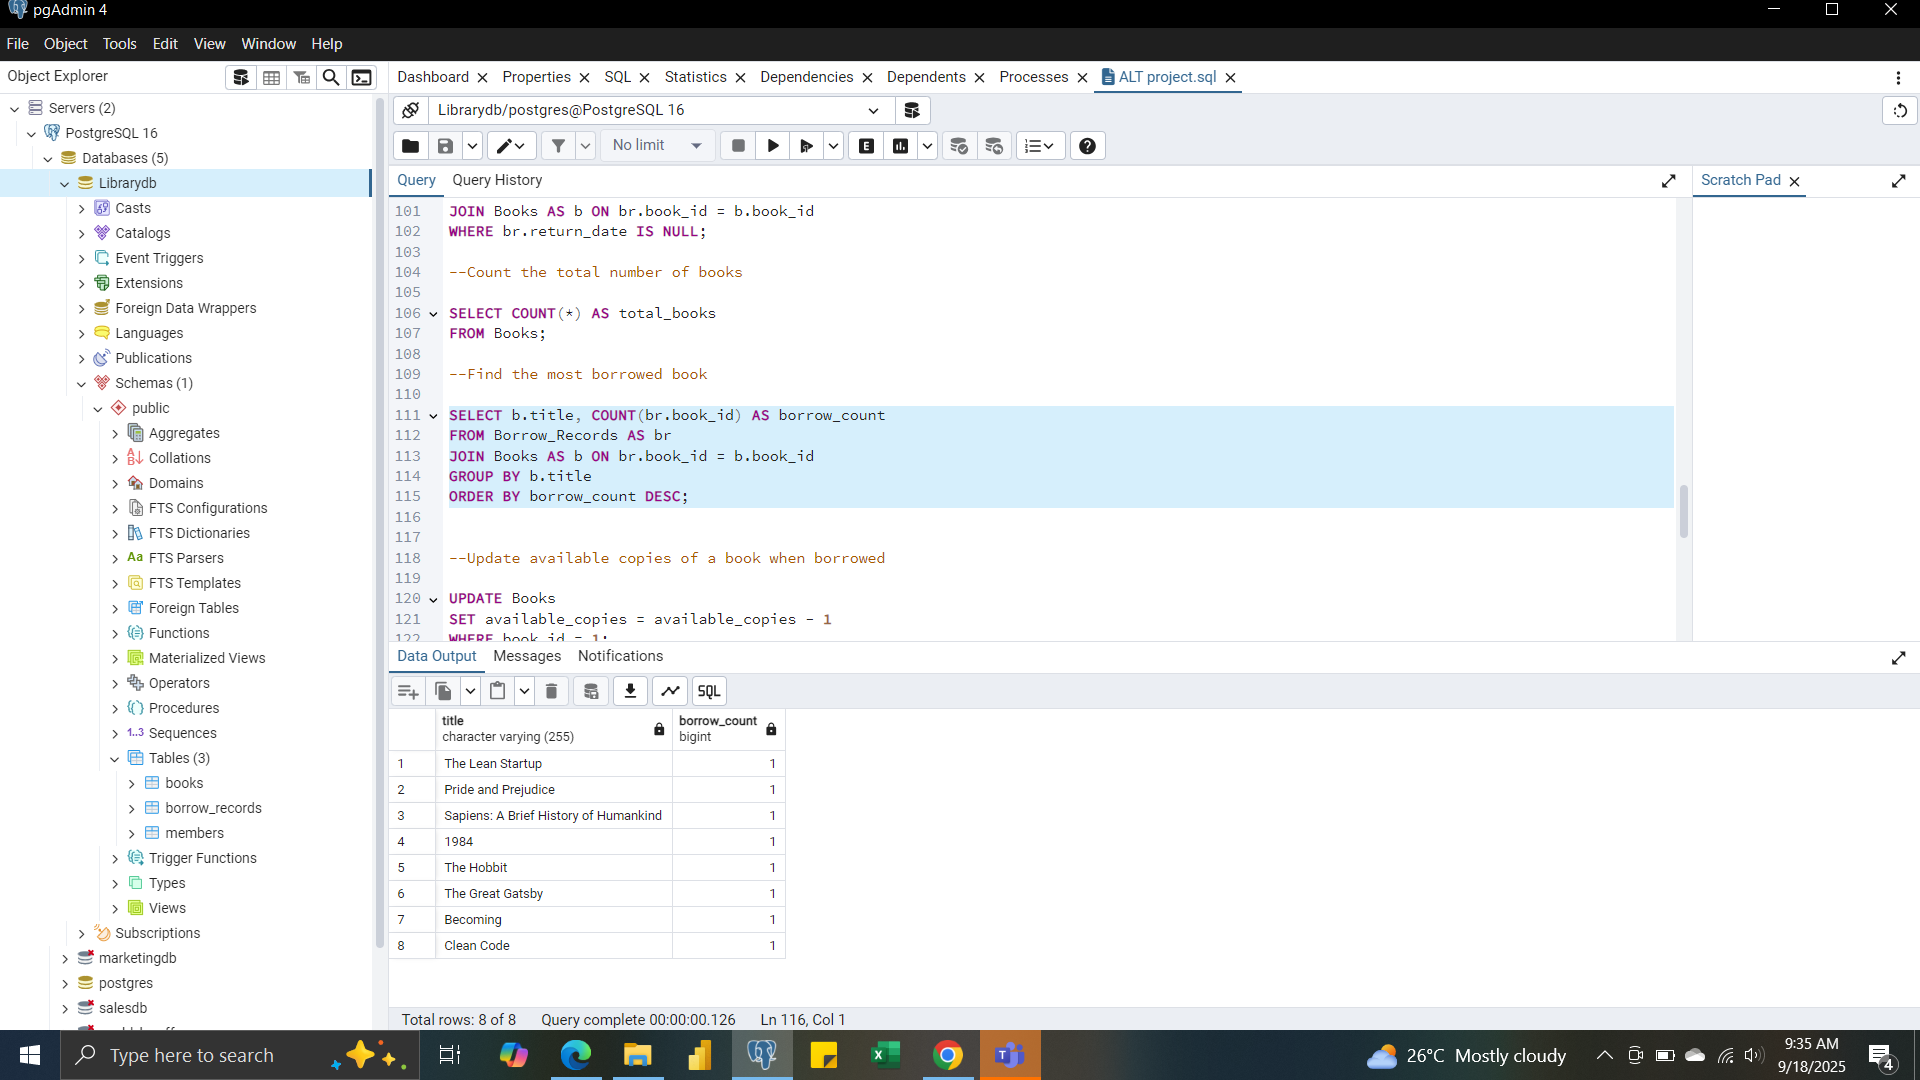 pgAdmin 4
File Object Tools Edit View Window Help
Object Explorer
Servers (2)
PostgreSQL 16
Databases (5)
Librarydb
Casts
Catalogs
Event Triggers
Extensions
Foreign Data Wrappers
Languages
Publications
Schemas (1)
public
Aggregates
Collations
Domains
FTS Configurations
FTS Dictionaries
Aa FTS Parsers
FTS Templates
Foreign Tables
Functions
Materialized Views
Operators
Procedures
1..3 Sequences
Tables (3)
books
borrow_records
members
Trigger Functions
Types
Views
Subscriptions
marketingdb
postgres
salesdb
Dashboard Properties SQL Statistics Dependencies Dependents Processes ALT project.sql
Librarydb/postgres@PostgreSQL 16
No limit
E
Query Query History
Scratch Pad
101 JOIN Books AS b ON br.book_id = b.book_id
102 WHERE br.return_date IS NULL;
103
104 --Count the total number of books
105
106 SELECT COUNT(*) AS total_books
107 FROM Books;
108
109 --Find the most borrowed book
110
111 SELECT b.title, COUNT(br.book_id) AS borrow_count
112 FROM Borrow_Records AS br
113 JOIN Books AS b ON br.book_id = b.book_id
114 GROUP BY b.title
115 ORDER BY borrow_count DESC;
116
117
118 --Update available copies of a book when borrowed
119
120 UPDATE Books
121 SET available_copies = available_copies - 1
122 WHERE book_id = 1;
Data Output Messages Notifications
SQL
title borrow_count
character varying (255) bigint
1 The Lean Startup 1
2 Pride and Prejudice 1
3 Sapiens: A Brief History of Humankind 1
4 1984 1
5 The Hobbit 1
6 The Great Gatsby 1
7 Becoming 1
8 Clean Code 1
Total rows: 8 of 8 Query complete 00:00:00.126 Ln 116, Col 1
Type here to search
26°C Mostly cloudy
9:35 AM
9/18/2025
4